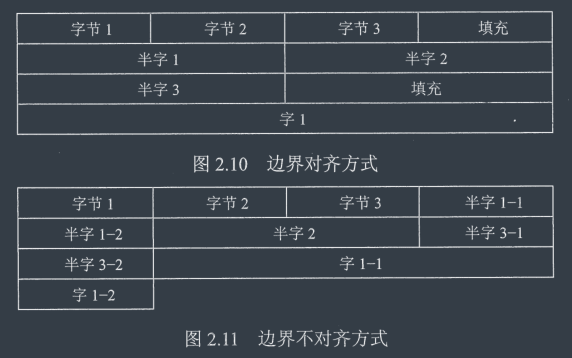 字节 1 字节 2 字节 3 填充
半字 1 半字 2
半字 3 填充
字 1
图 2.10 边界对齐方式
字节 1 字节 2 字节 3 半字 1-1
半字 1-2 半字 2 半字 3-1
半字 3-2 字 1-1
字 1-2
图 2.11 边界不对齐方式